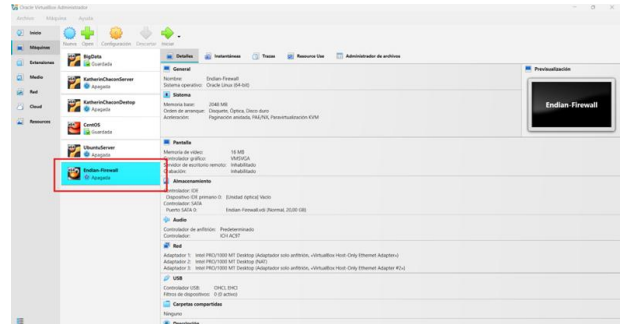 Oracle VirtualBox Administrador
Archivo Máquina Ayuda
Inicio
Máquinas
Extensiones
Medio
Red
Cloud
Resources
Nueva Open Configuración Descartar Iniciar
BigData
Guardada
KatherinChaconServer
Apagada
KatherinChaconDestop
Apagada
CentOS
Guardada
UbuntuServer
Apagada
Endian-Firewall
Apagada
Detalles Instantáneas Trazas Resource Use Administrador de archivos
General
Nombre: Endian-Firewall
Sistema operativo: Oracle Linux (64-bit)
Sistema
Memoria base: 2048 MB
Orden de arranque: Disquete, Óptica, Disco duro
Aceleración: Paginación anidada, PAE/NX, Paravirtualización KVM
Previsualización
Endian-Firewall
Pantalla
Memoria de vídeo: 16 MB
Controlador gráfico: VMSVGA
Servidor de escritorio remoto: Inhabilitado
Grabación: Inhabilitado
Almacenamiento
Controlador: IDE
Dispositivo IDE primario 0: [Unidad óptica] Vacío
Controlador: SATA
Puerto SATA 0: Endian-Firewall.vdi (Normal, 20,00 GB)
Audio
Controlador de anfitrión: Predeterminado
Controlador: ICH AC97
Red
Adaptador 1: Intel PRO/1000 MT Desktop (Adaptador solo anfitrión, «VirtualBox Host-Only Ethernet Adapter»)
Adaptador 2: Intel PRO/1000 MT Desktop (NAT)
Adaptador 3: Intel PRO/1000 MT Desktop (Adaptador solo anfitrión, «VirtualBox Host-Only Ethernet Adapter #2»)
USB
Controlador USB: OHCI, EHCI
Filtros de dispositivos: 0 (0 activo)
Carpetas compartidas
Ninguno
Descripción